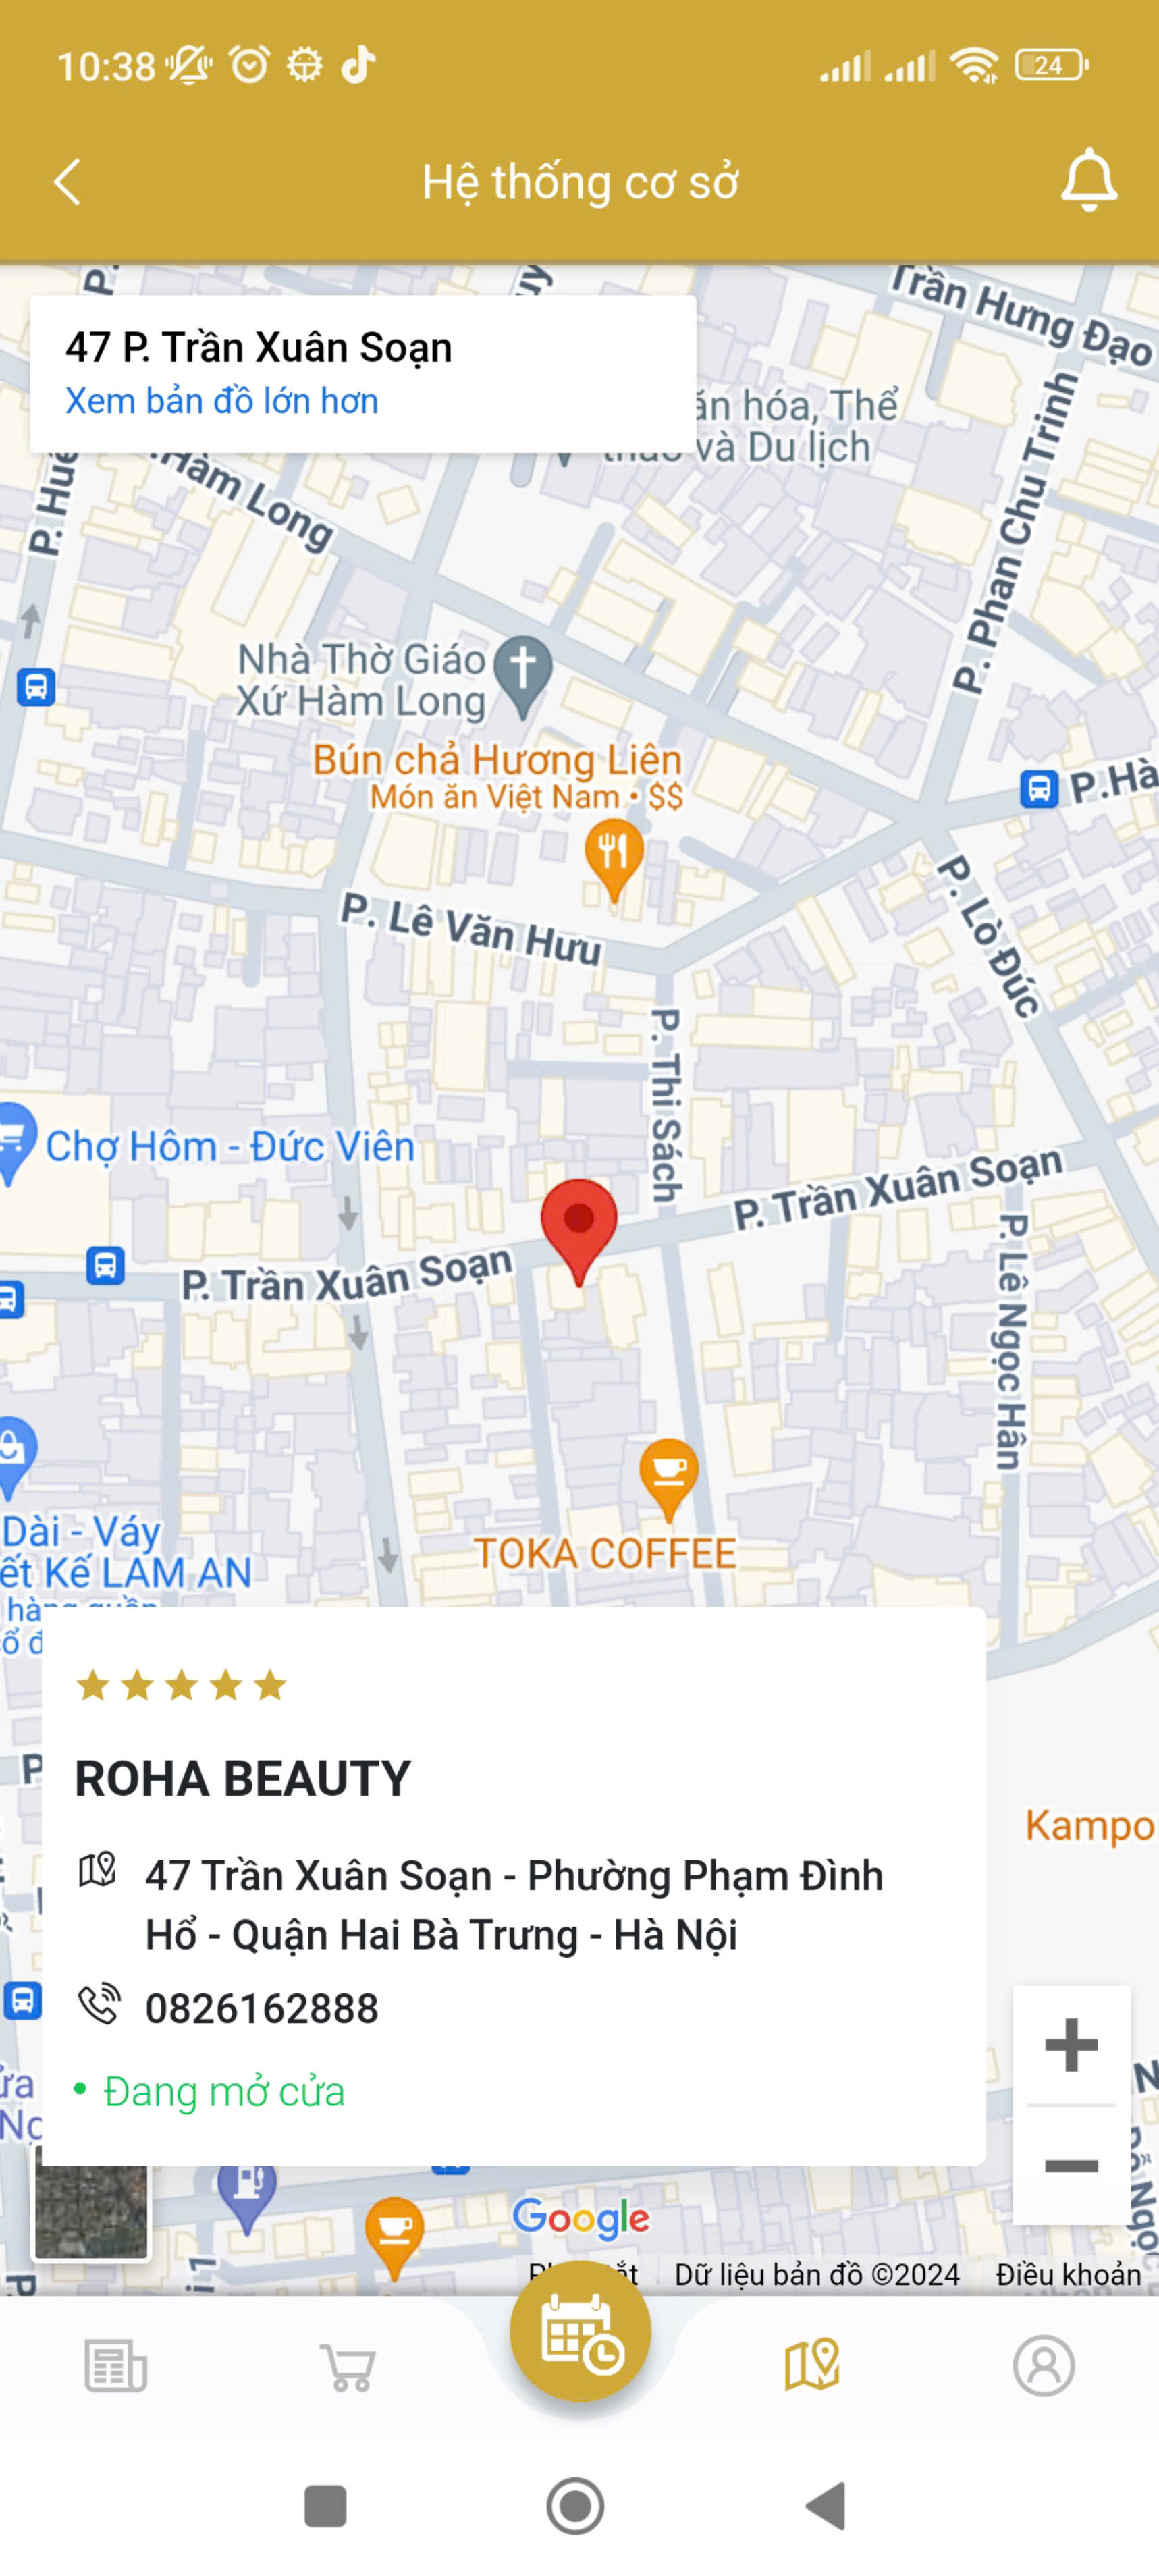 10:38
24
Hệ thống cơ sở
47 P. Trần Xuân Soạn
Xem bản đồ lớn hơn
Trần Hưng Đạo
và Du lịch
Thể
P. Phan Chu Trinh
P. Huế
Hàm Long
Nhà Thờ Giáo
Xứ Hàm Long
Bún chả Hương Liên
Món ăn Việt Nam • $$
P.Hà
P. Lê Văn Hưu
P. Lò Đúc
P. Thi Sách
Chợ Hôm - Đức Viên
P. Trần Xuân Soạn
P. Trần Xuân Soạn
P. Lê Ngọc Hân
TOKA COFFEE
Dài - Váy
Kế LAM AN
ROHA BEAUTY
47 Trần Xuân Soạn - Phường Phạm Đình
Hổ - Quận Hai Bà Trưng - Hà Nội
0826162888
• Đang mở cửa
Kampo
Google
Dữ liệu bản đồ ©2024
Điều khoản